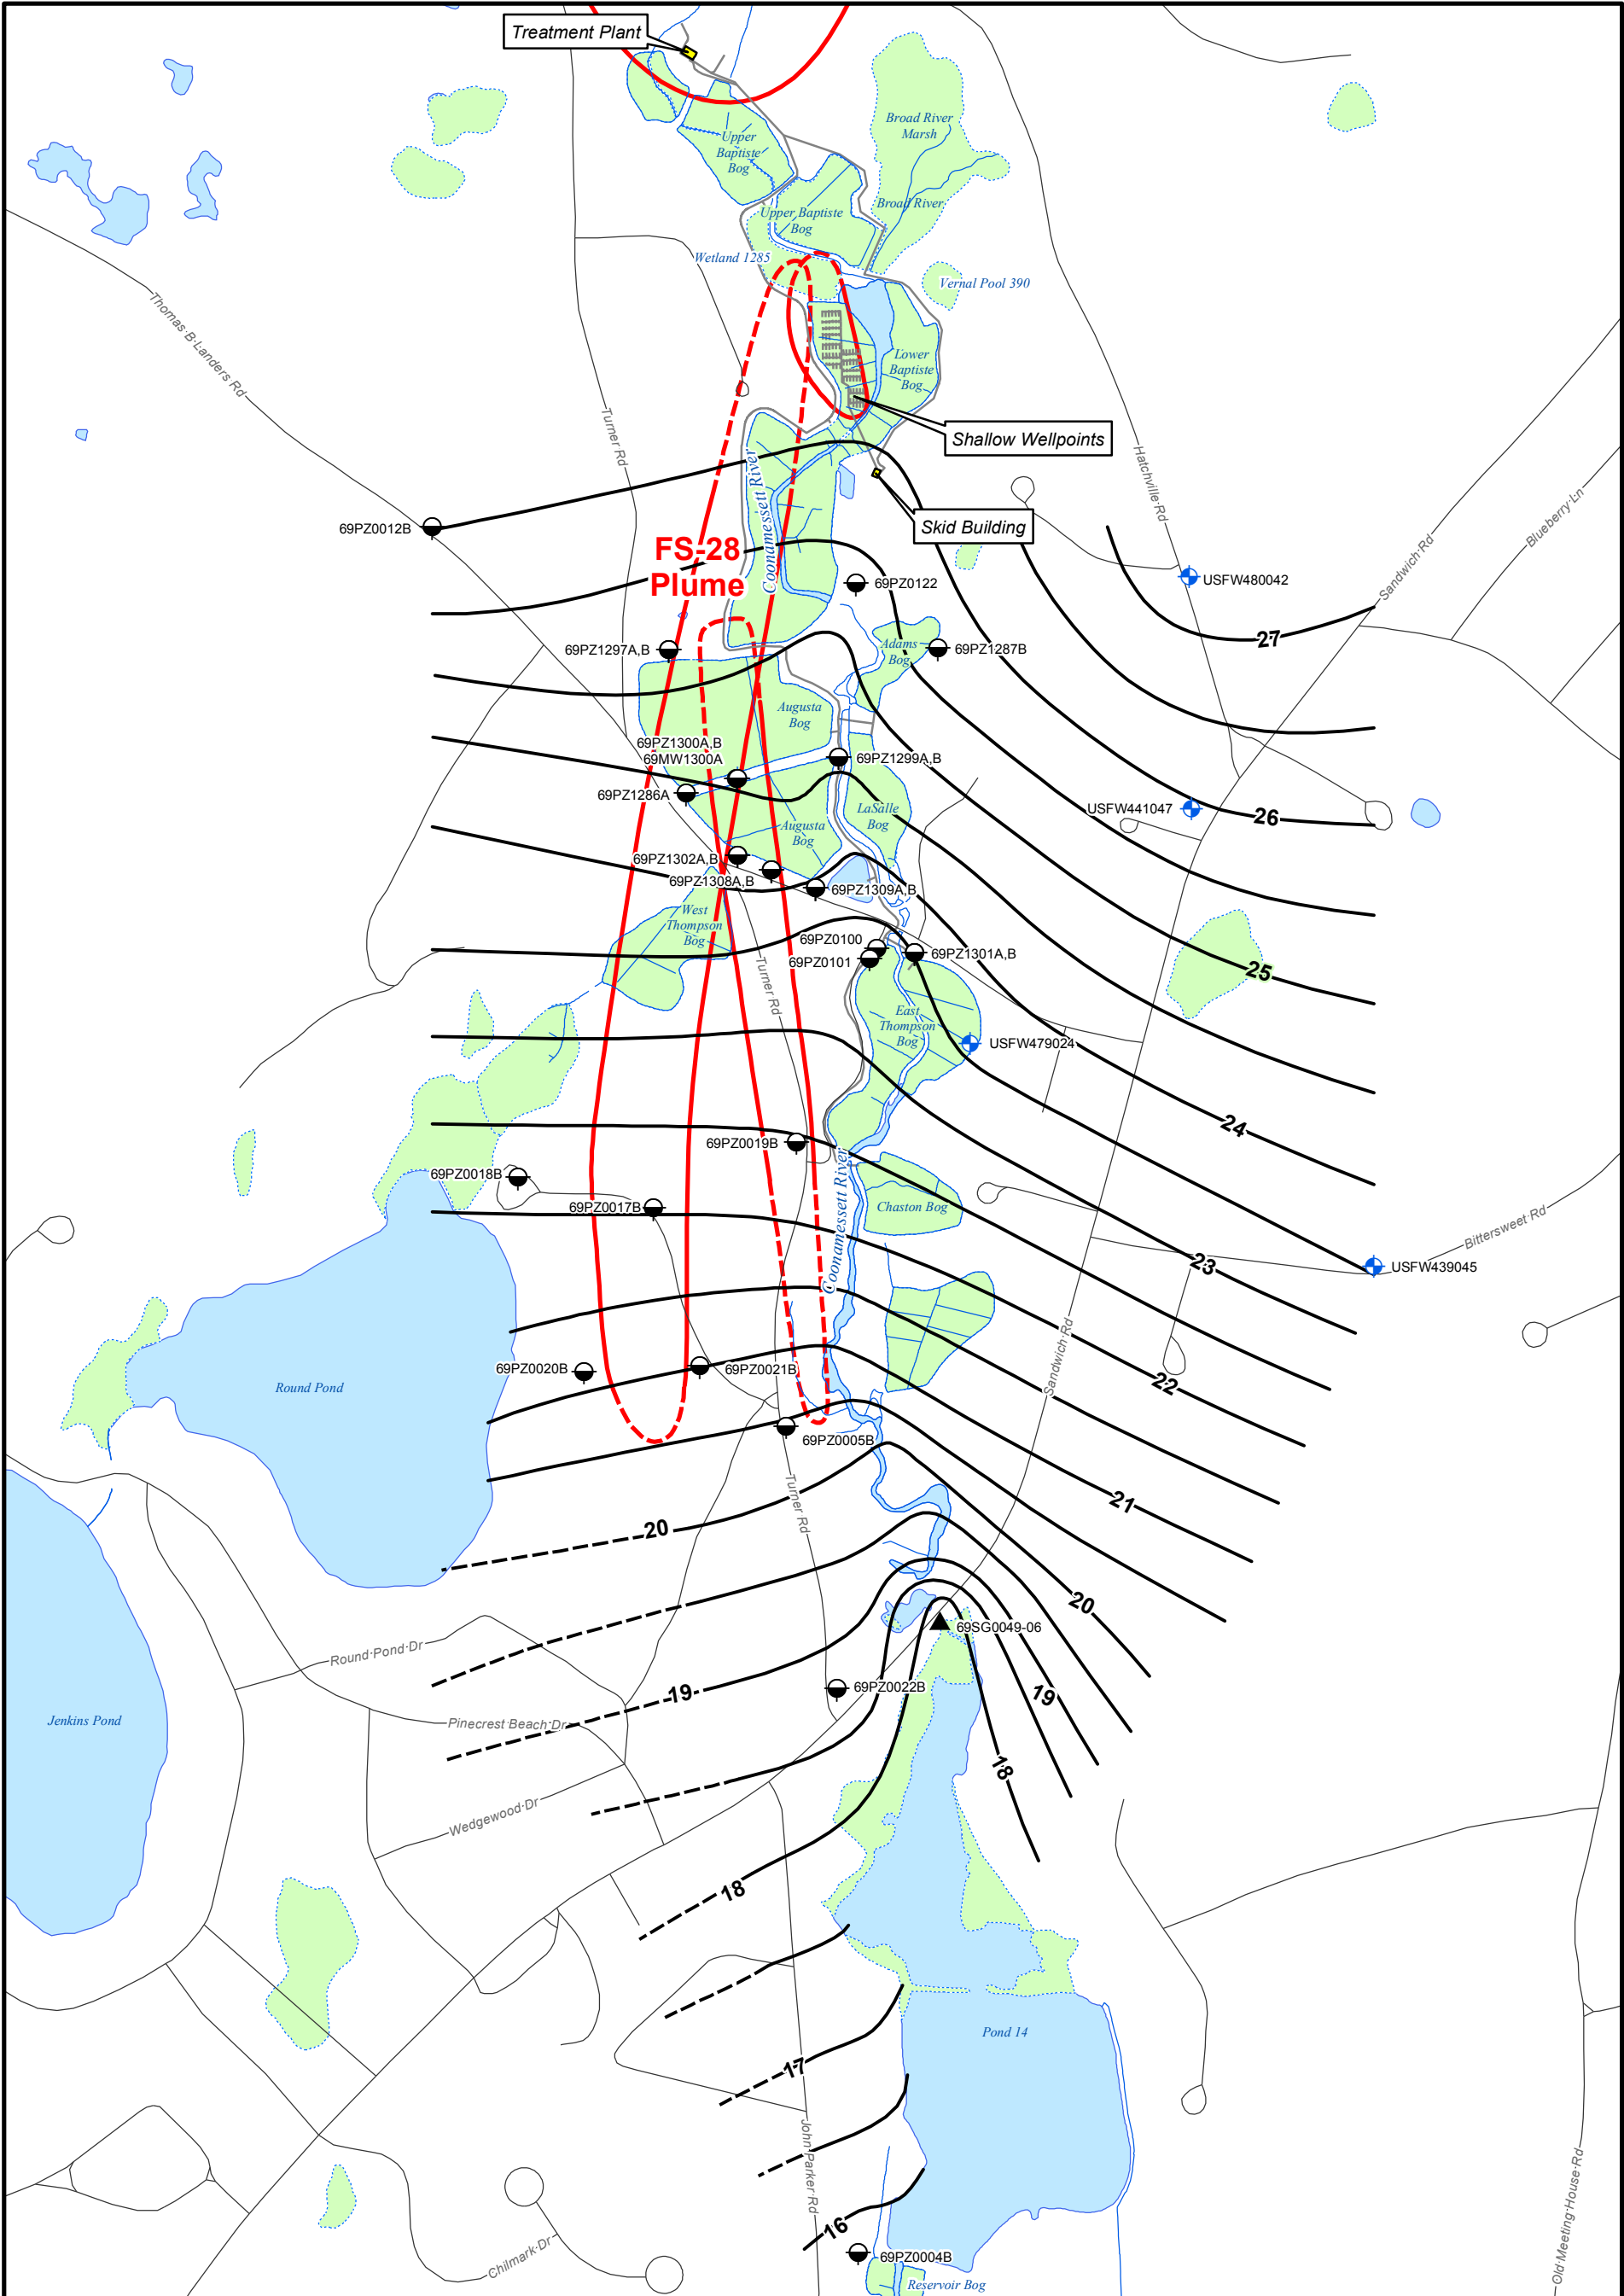 Treatment Plant
Broad River
Marsh
Upper
Baptiste
Bog
Broad River
Upper Baptiste
Bog
Wetland 1285
Vernal Pool 390
Thomas B Landers Rd
Lower
Baptiste
Bog
Turner Rd
Shallow Wellpoints
Hatchville Rd
Coonamessett River
Skid Building
69PZ0012B
Blueberry Ln
Sandwich Rd
FS-28
Plume
69PZ0122
USFW480042
27
69PZ1297A,B
Adams
Bog
69PZ1287B
Augusta
Bog
69PZ1300A,B
69MW1300A
69PZ1299A,B
69PZ1286A
USFW441047
26
LaSalle
Bog
Augusta
Bog
69PZ1302A,B
69PZ1308A,B
69PZ1309A,B
West
Thompson
Bog
69PZ0100
69PZ0101
69PZ1301A,B
25
Turner Rd
East
Thompson
Bog
USFW479024
24
69PZ0019B
69PZ0018B
69PZ0017B
Chaston Bog
Coonamessett River
Bittersweet Rd
23
USFW439045
69PZ0020B
69PZ0021B
Round Pond
Sandwich Rd
22
69PZ0005B
Turner Rd
21
20
20
69SG0049-06
Round Pond Dr
69PZ0022B
19
19
Jenkins Pond
Pinecrest Beach Dr
18
Wedgewood Dr
18
Pond 14
17
John Parker Rd
Old Meeting House Rd
16
69PZ0004B
Chilmark Dr
Reservoir Bog